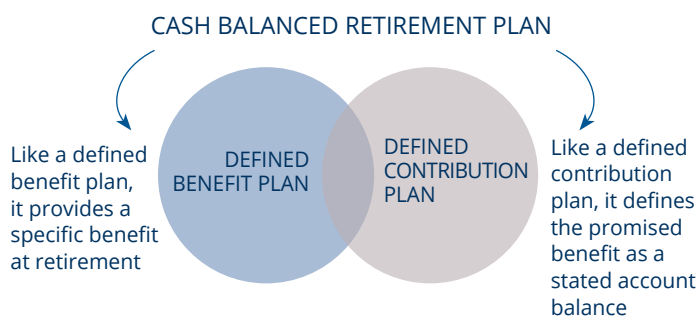 CASH BALANCED RETIREMENT PLAN
Like a defined
benefit plan,
it provides a
specific benefit
at retirement
DEFINED
BENEFIT PLAN
DEFINED
CONTRIBUTION
PLAN
Like a defined
contribution
plan, it defines
the promised
benefit as a
stated account
balance